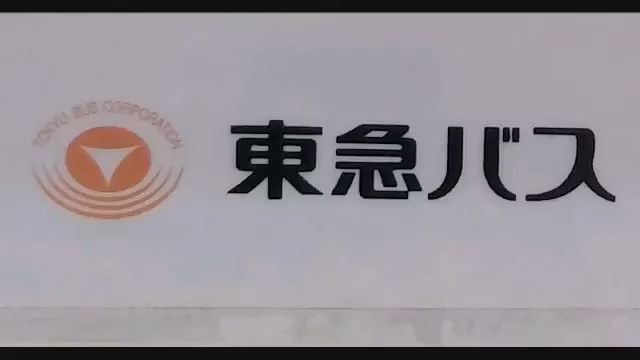 TOKYU BUS CORPORATION
東急バス